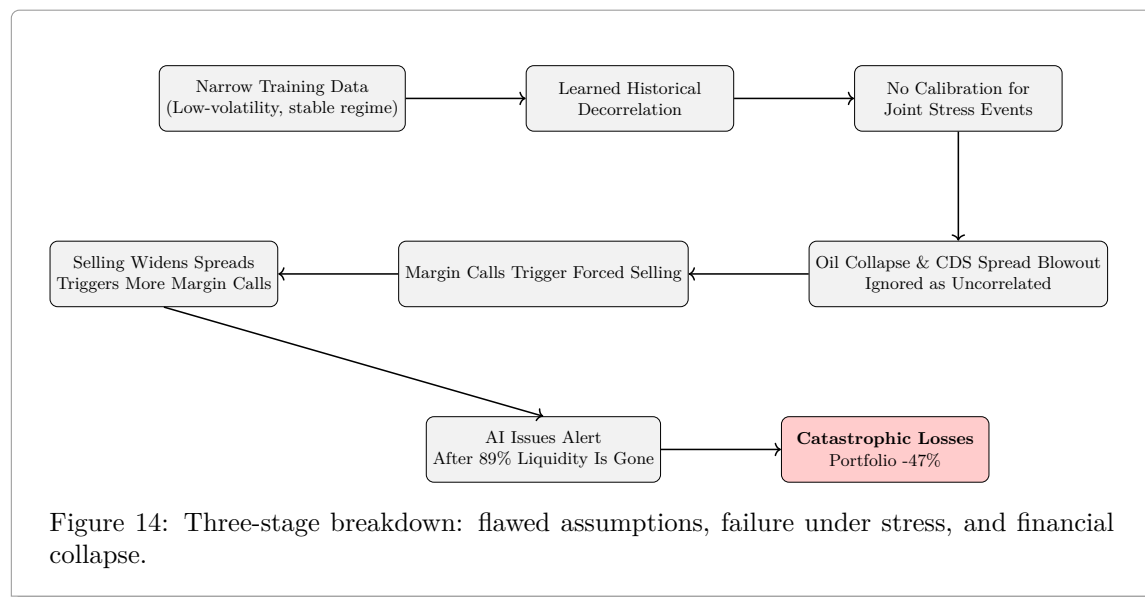 Narrow Training Data
(Low-volatility, stable regime)
Learned Historical
Decorrelation
No Calibration for
Joint Stress Events
Oil Collapse & CDS Spread Blowout
Ignored as Uncorrelated
Margin Calls Trigger Forced Selling
Selling Widens Spreads
Triggers More Margin Calls
AI Issues Alert
After 89% Liquidity Is Gone
Catastrophic Losses
Portfolio -47%
Figure 14: Three-stage breakdown: flawed assumptions, failure under stress, and financial
collapse.